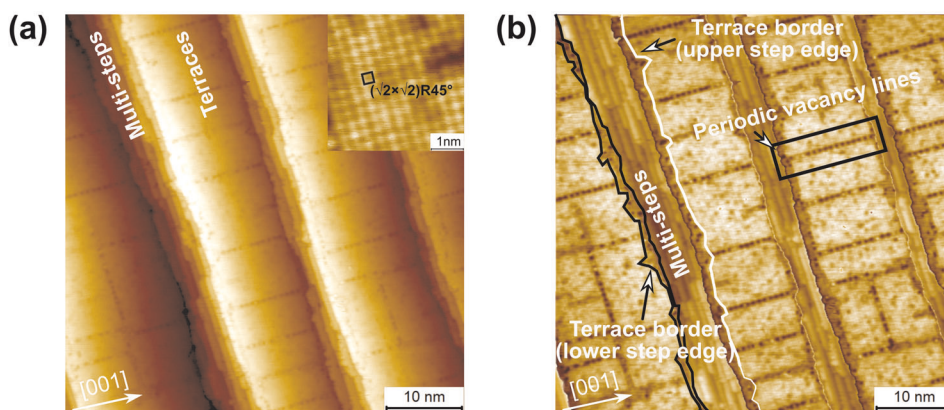 (a)
Multi-steps
Terraces
(√2×√2)R45°
1nm
[001]
10 nm
(b)
Terrace border
(upper step edge)
Periodic vacancy lines
Multi-steps
Terrace border
(lower step edge)
[001]
10 nm